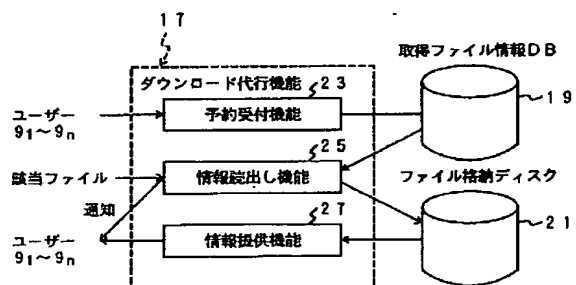 17
取得ファイル情報DB
ダウンロード代行機能
23
ユーザー
9₁~9ₙ
予約受付機能
19
25
該当ファイル
情報読出し機能
ファイル格納ディスク
通知
27
ユーザー
9₁~9ₙ
情報提供機能
21